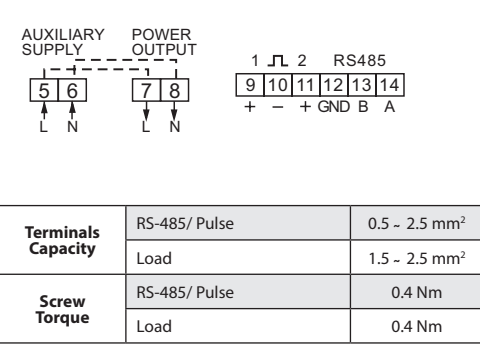 AUXILIARY SUPPLY
POWER OUTPUT
5 6
7 8
L N
L N
1 2 RS485
9 10 11 12 13 14
+ − + GND B A
Terminals Capacity
RS-485/ Pulse 0.5 ~ 2.5 mm²
Load 1.5 ~ 2.5 mm²
Screw Torque
RS-485/ Pulse 0.4 Nm
Load 0.4 Nm